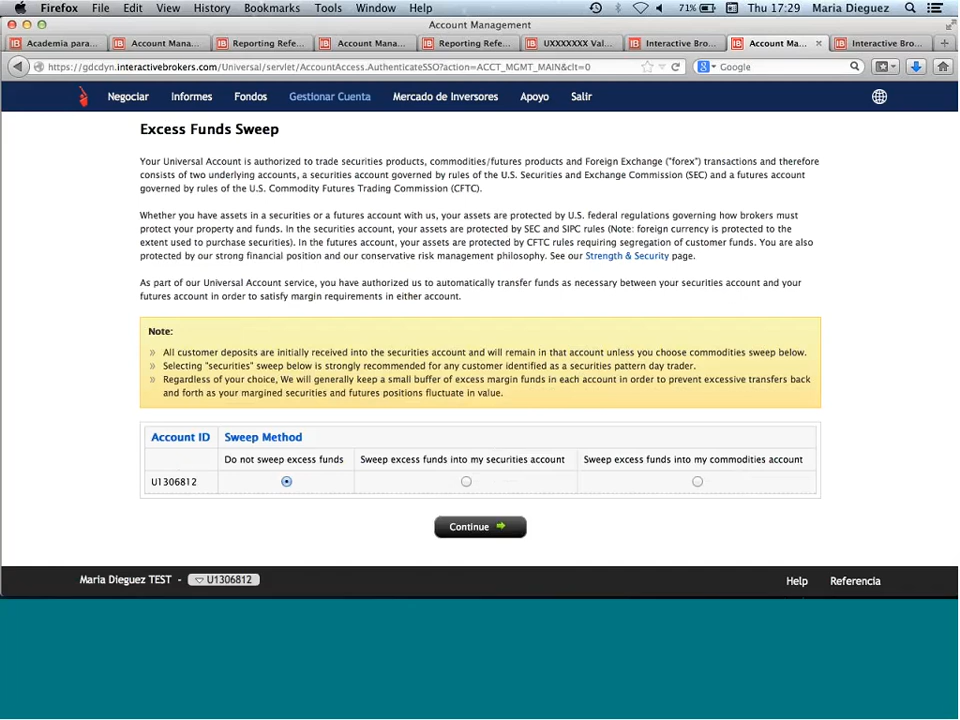 Firefox File Edit View History Bookmarks Tools Window Help 71% Thu 17:29 Maria Dieguez
Account Management
Academia para... Account Mana... Reporting Refe... Account Mana... Reporting Refe... UXXXXXXX Val... Interactive Bro... Account Ma... Interactive Bro...
https://gdcdyn.interactivebrokers.com/Universal/servlet/AccountAccess.AuthenticateSSO?action=ACCT_MGMT_MAIN&clt=0 Google
Negociar Informes Fondos Gestionar Cuenta Mercado de Inversores Apoyo Salir
Excess Funds Sweep
Your Universal Account is authorized to trade securities products, commodities/futures products and Foreign Exchange ("forex") transactions and therefore
consists of two underlying accounts, a securities account governed by rules of the U.S. Securities and Exchange Commission (SEC) and a futures account
governed by rules of the U.S. Commodity Futures Trading Commission (CFTC).
Whether you have assets in a securities or a futures account with us, your assets are protected by U.S. federal regulations governing how brokers must
protect your property and funds. In the securities account, your assets are protected by SEC and SIPC rules (Note: foreign currency is protected to the
extent used to purchase securities). In the futures account, your assets are protected by CFTC rules requiring segregation of customer funds. You are also
protected by our strong financial position and our conservative risk management philosophy. See our Strength & Security page.
As part of our Universal Account service, you have authorized us to automatically transfer funds as necessary between your securities account and your
futures account in order to satisfy margin requirements in either account.
Note:
» All customer deposits are initially received into the securities account and will remain in that account unless you choose commodities sweep below.
» Selecting "securities" sweep below is strongly recommended for any customer identified as a securities pattern day trader.
» Regardless of your choice, We will generally keep a small buffer of excess margin funds in each account in order to prevent excessive transfers back
and forth as your margined securities and futures positions fluctuate in value.
Account ID Sweep Method
Do not sweep excess funds Sweep excess funds into my securities account Sweep excess funds into my commodities account
U1306812
Continue
Maria Dieguez TEST - U1306812 Help Referencia